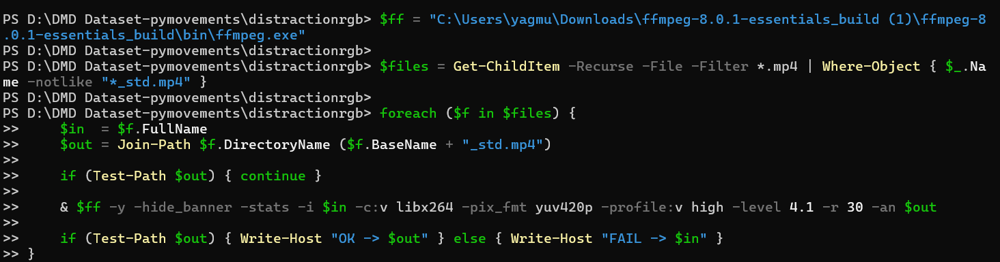 PS D:\DMD Dataset-pymovements\distractionrgb> $ff = "C:\Users\yagmu\Downloads\ffmpeg-8.0.1-essentials_build (1)\ffmpeg-8
.0.1-essentials_build\bin\ffmpeg.exe"
PS D:\DMD Dataset-pymovements\distractionrgb>
PS D:\DMD Dataset-pymovements\distractionrgb> $files = Get-ChildItem -Recurse -File -Filter *.mp4 | Where-Object { $_.Na
me -notlike "*_std.mp4" }
PS D:\DMD Dataset-pymovements\distractionrgb>
PS D:\DMD Dataset-pymovements\distractionrgb> foreach ($f in $files) {
>>     $in  = $f.FullName
>>     $out = Join-Path $f.DirectoryName ($f.BaseName + "_std.mp4")
>>
>>     if (Test-Path $out) { continue }
>>
>>     & $ff -y -hide_banner -stats -i $in -c:v libx264 -pix_fmt yuv420p -profile:v high -level 4.1 -r 30 -an $out
>>
>>     if (Test-Path $out) { Write-Host "OK -> $out" } else { Write-Host "FAIL -> $in" }
>> }